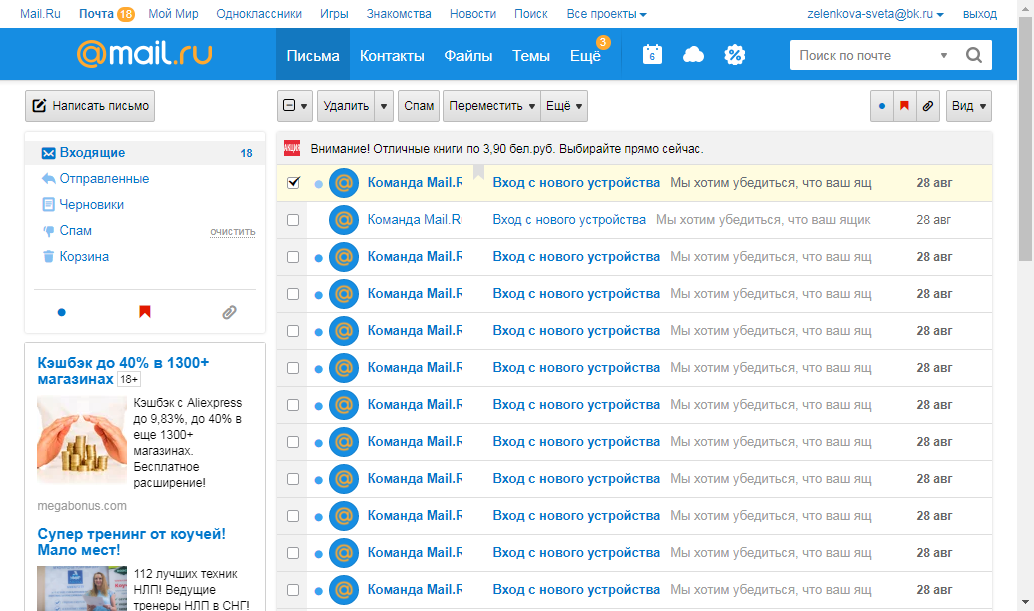 Mail.Ru Почта 18 Мой Мир Одноклассники Игры Знакомства Новости Поиск Все проекты zelenkova-sveta@bk.ru выход
@mail.ru Письма Контакты Файлы Темы Ещё 3 6 % Поиск по почте
Написать письмо Удалить Спам Переместить Ещё Вид
Входящие 18
Отправленные
Черновики
Спам очистить
Корзина
Кэшбэк до 40% в 1300+
магазинах 18+
Кэшбэк с Aliexpress
до 9,83%, до 40% в
еще 1300+
магазинах.
Бесплатное
расширение!
megabonus.com
Супер тренинг от коучей!
Мало мест!
112 лучших техник
НЛП! Ведущие
тренеры НЛП в СНГ!
АКЦИЯ Внимание! Отличные книги по 3,90 бел.руб. Выбирайте прямо сейчас.
@ Команда Mail.R Вход с нового устройства Мы хотим убедиться, что ваш ящ 28 авг
@ Команда Mail.R Вход с нового устройства Мы хотим убедиться, что ваш ящик 28 авг
@ Команда Mail.R Вход с нового устройства Мы хотим убедиться, что ваш ящ 28 авг
@ Команда Mail.R Вход с нового устройства Мы хотим убедиться, что ваш ящ 28 авг
@ Команда Mail.R Вход с нового устройства Мы хотим убедиться, что ваш ящ 28 авг
@ Команда Mail.R Вход с нового устройства Мы хотим убедиться, что ваш ящ 28 авг
@ Команда Mail.R Вход с нового устройства Мы хотим убедиться, что ваш ящ 28 авг
@ Команда Mail.R Вход с нового устройства Мы хотим убедиться, что ваш ящ 28 авг
@ Команда Mail.R Вход с нового устройства Мы хотим убедиться, что ваш ящ 28 авг
@ Команда Mail.R Вход с нового устройства Мы хотим убедиться, что ваш ящ 28 авг
@ Команда Mail.R Вход с нового устройства Мы хотим убедиться, что ваш ящ 28 авг
@ Команда Mail.R Вход с нового устройства Мы хотим убедиться, что ваш ящ 28 авг